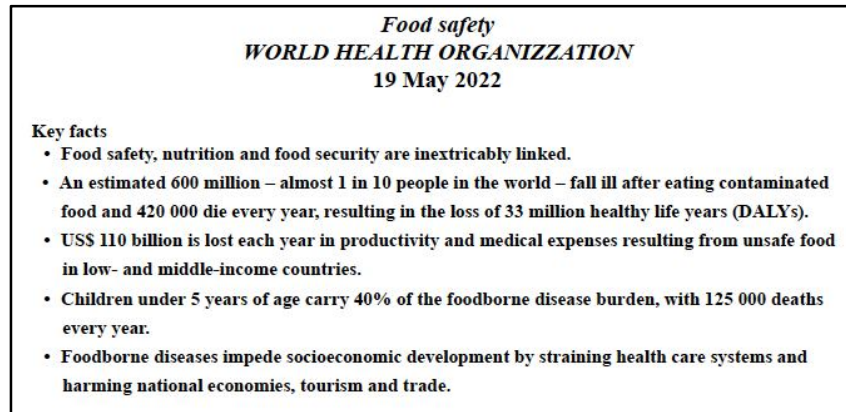 Food safety
WORLD HEALTH ORGANIZZATION
19 May 2022
Key facts
• Food safety, nutrition and food security are inextricably linked.
• An estimated 600 million – almost 1 in 10 people in the world – fall ill after eating contaminated
food and 420 000 die every year, resulting in the loss of 33 million healthy life years (DALYs).
• US$ 110 billion is lost each year in productivity and medical expenses resulting from unsafe food
in low- and middle-income countries.
• Children under 5 years of age carry 40% of the foodborne disease burden, with 125 000 deaths
every year.
• Foodborne diseases impede socioeconomic development by straining health care systems and
harming national economies, tourism and trade.